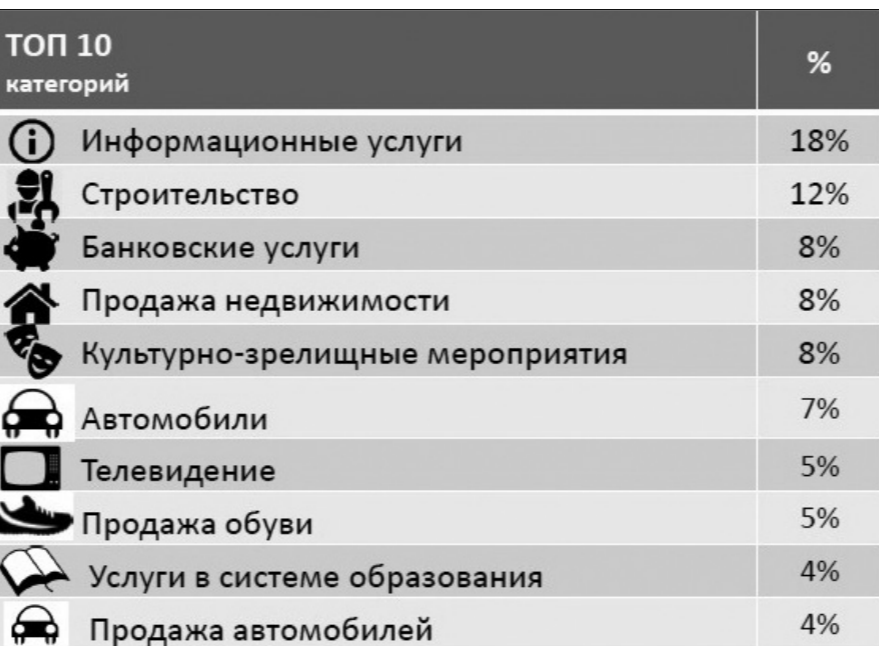 ТОП 10
категорий
%
Информационные услуги 18%
Строительство 12%
Банковские услуги 8%
Продажа недвижимости 8%
Культурно-зрелищные мероприятия 8%
Автомобили 7%
Телевидение 5%
Продажа обуви 5%
Услуги в системе образования 4%
Продажа автомобилей 4%